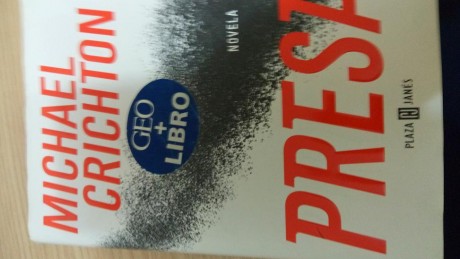 MICHAEL
CRICHTON
GEO
+
LIBRO
NOVELA
PRESA
PLAZA & JANÉS